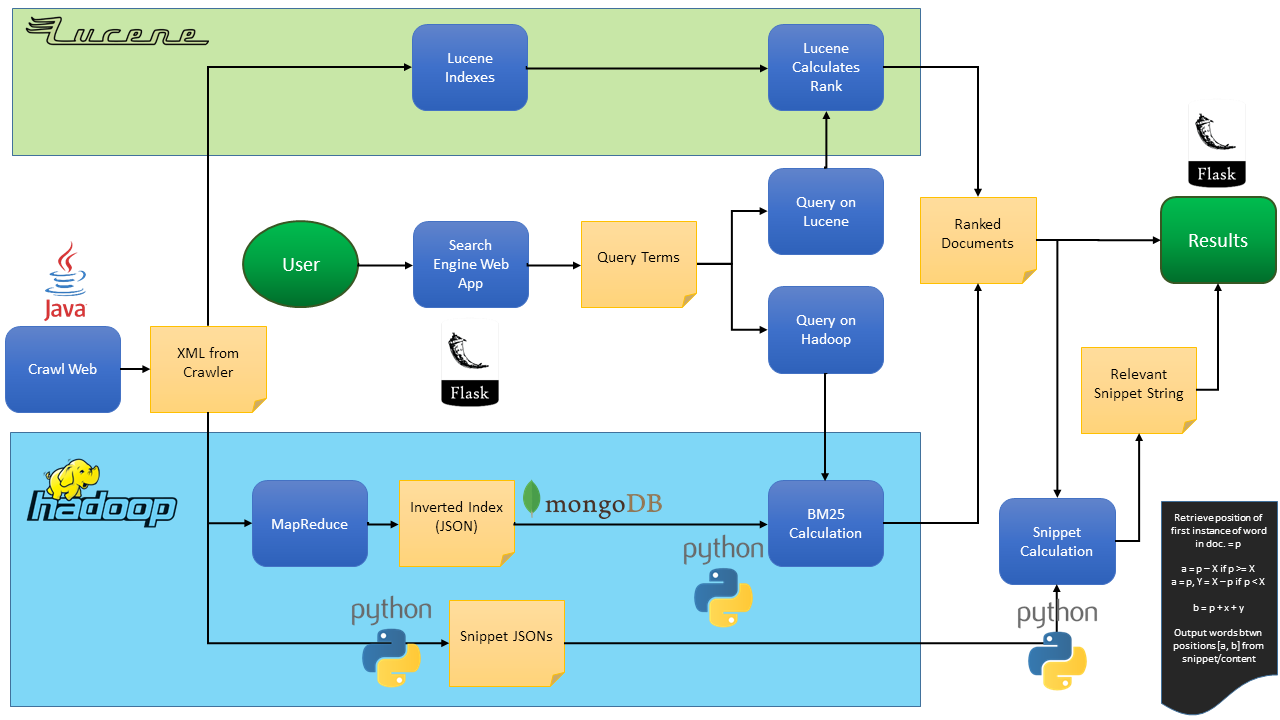 Lucene
Lucene
Indexes
Lucene
Calculates
Rank
Flask
Query on
Lucene
User
Search
Engine Web
App
Query Terms
Ranked
Documents
Results
Java
Crawl Web
XML from
Crawler
Flask
Query on
Hadoop
Relevant
Snippet String
hadoop
MapReduce
Inverted Index
(JSON)
mongoDB
BM25
Calculation
python
Snippet
Calculation
python
Snippet JSONs
python
Retrieve position of
first instance of word
in doc. = p
a = p – X if p >= X
a = p, Y = X – p if p < X
b = p + x + y
Output words btwn
positions [a, b] from
snippet/content